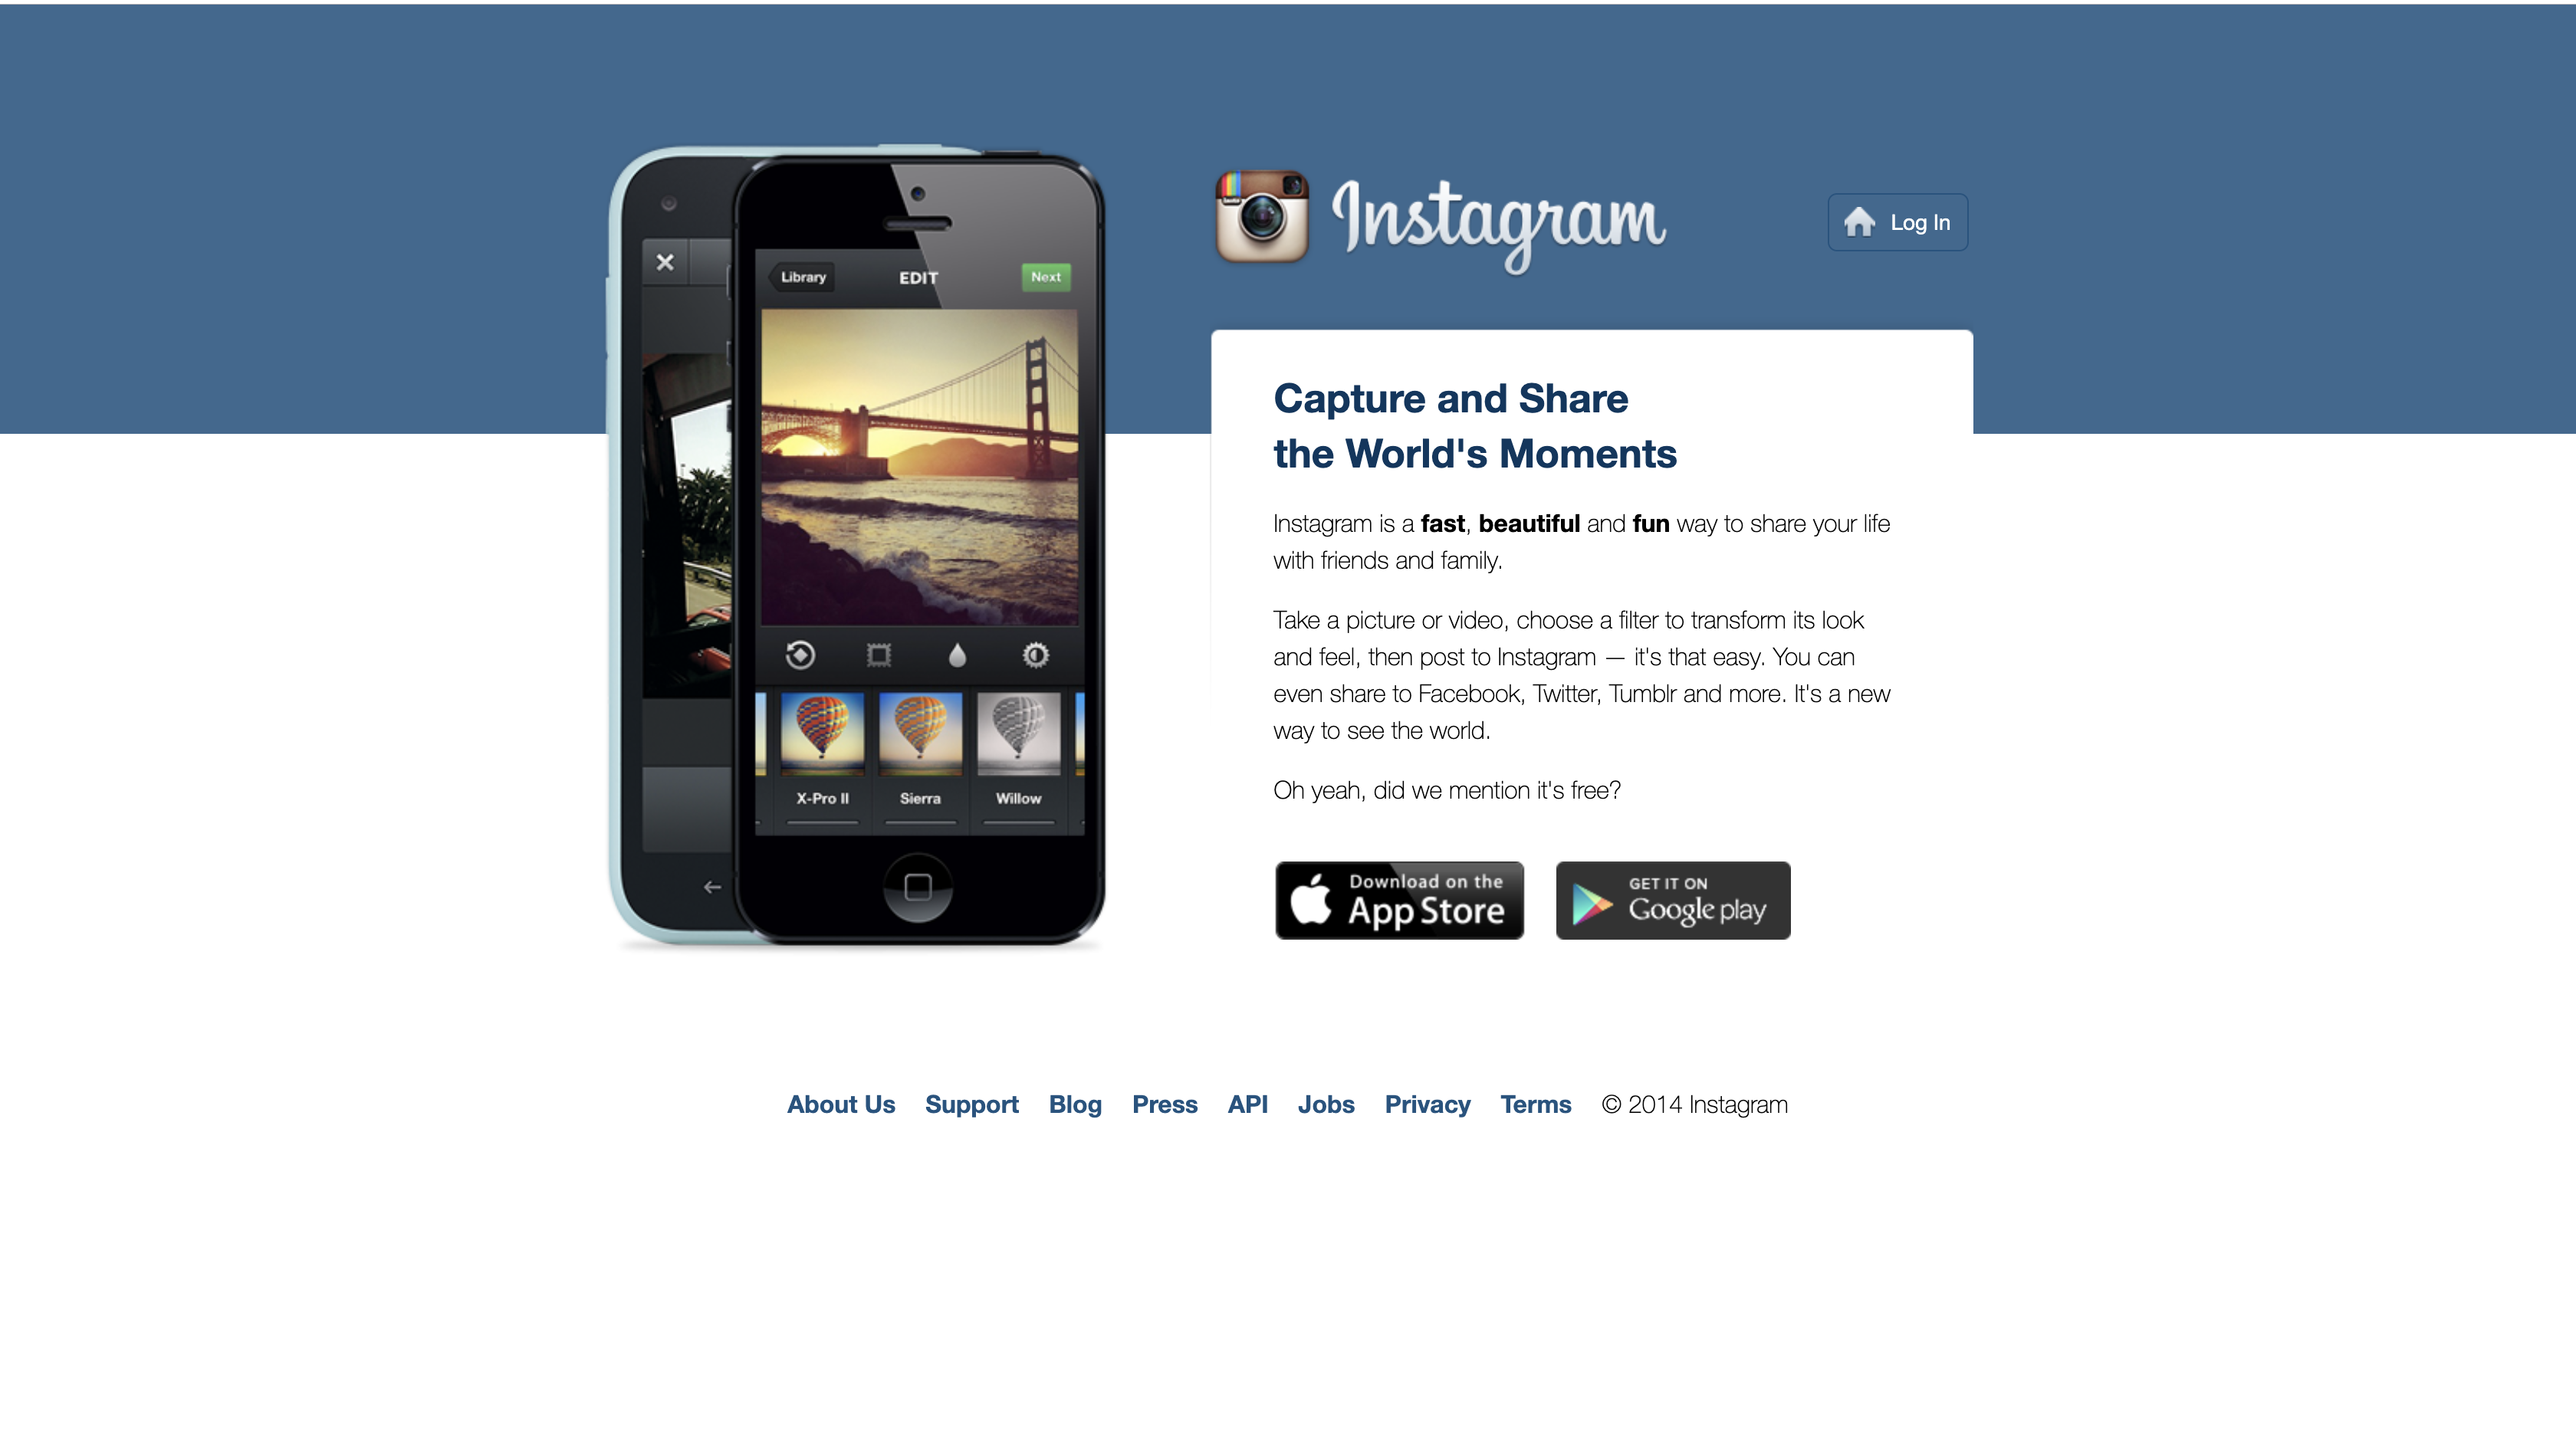 Library
EDIT
Next
X-Pro II
Sierra
Willow
Instagram
Log In
Capture and Share
the World's Moments
Instagram is a fast, beautiful and fun way to share your life
with friends and family.
Take a picture or video, choose a filter to transform its look
and feel, then post to Instagram — it's that easy. You can
even share to Facebook, Twitter, Tumblr and more. It's a new
way to see the world.
Oh yeah, did we mention it's free?
Download on the
App Store
GET IT ON
Google play
About Us Support Blog Press API Jobs Privacy Terms © 2014 Instagram